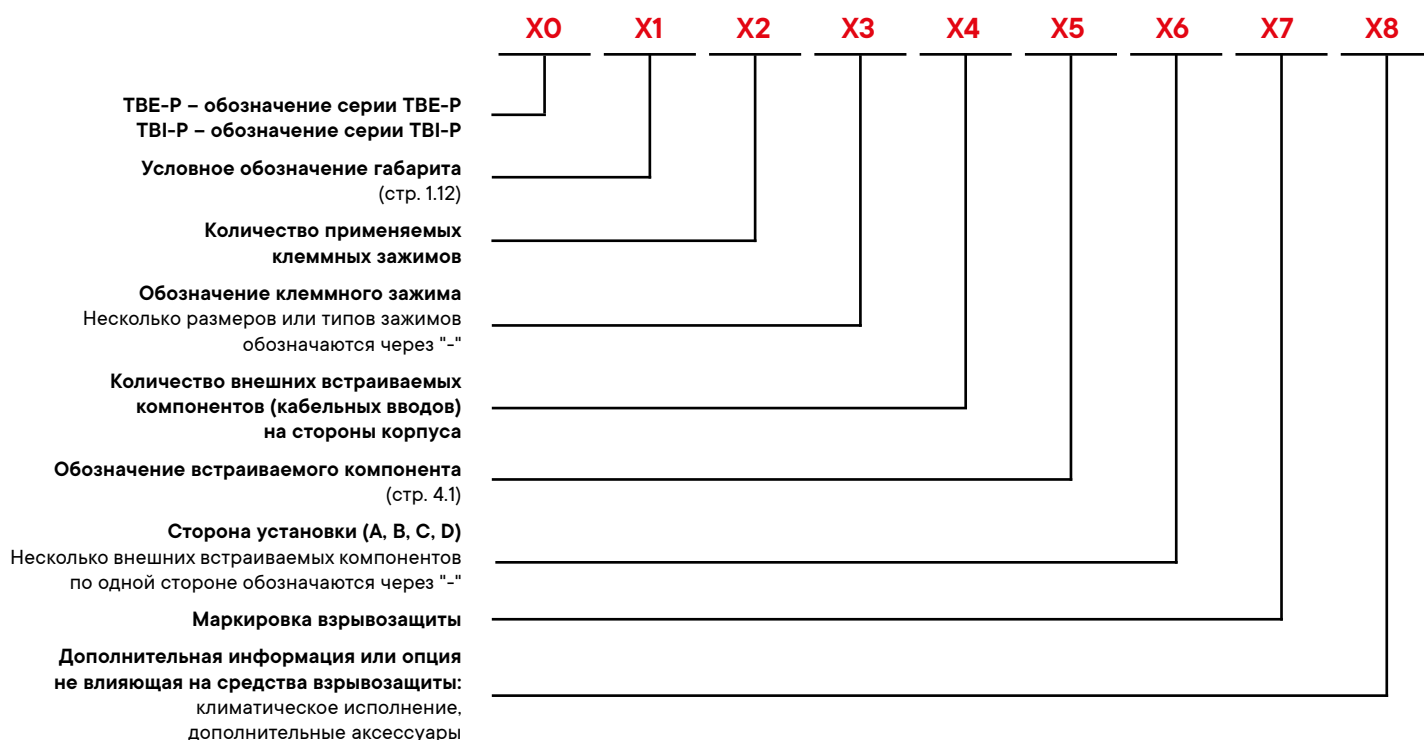 X0 X1 X2 X3 X4 X5 X6 X7 X8
TBE-P – обозначение серии TBE-P
TBI-P – обозначение серии TBI-P
Условное обозначение габарита
(стр. 1.12)
Количество применяемых
клеммных зажимов
Обозначение клеммного зажима
Несколько размеров или типов зажимов
обозначаются через "-"
Количество внешних встраиваемых
компонентов (кабельных вводов)
на стороны корпуса
Обозначение встраиваемого компонента
(стр. 4.1)
Сторона установки (A, B, C, D)
Несколько внешних встраиваемых компонентов
по одной стороне обозначаются через "-"
Маркировка взрывозащиты
Дополнительная информация или опция
не влияющая на средства взрывозащиты:
климатическое исполнение,
дополнительные аксессуары